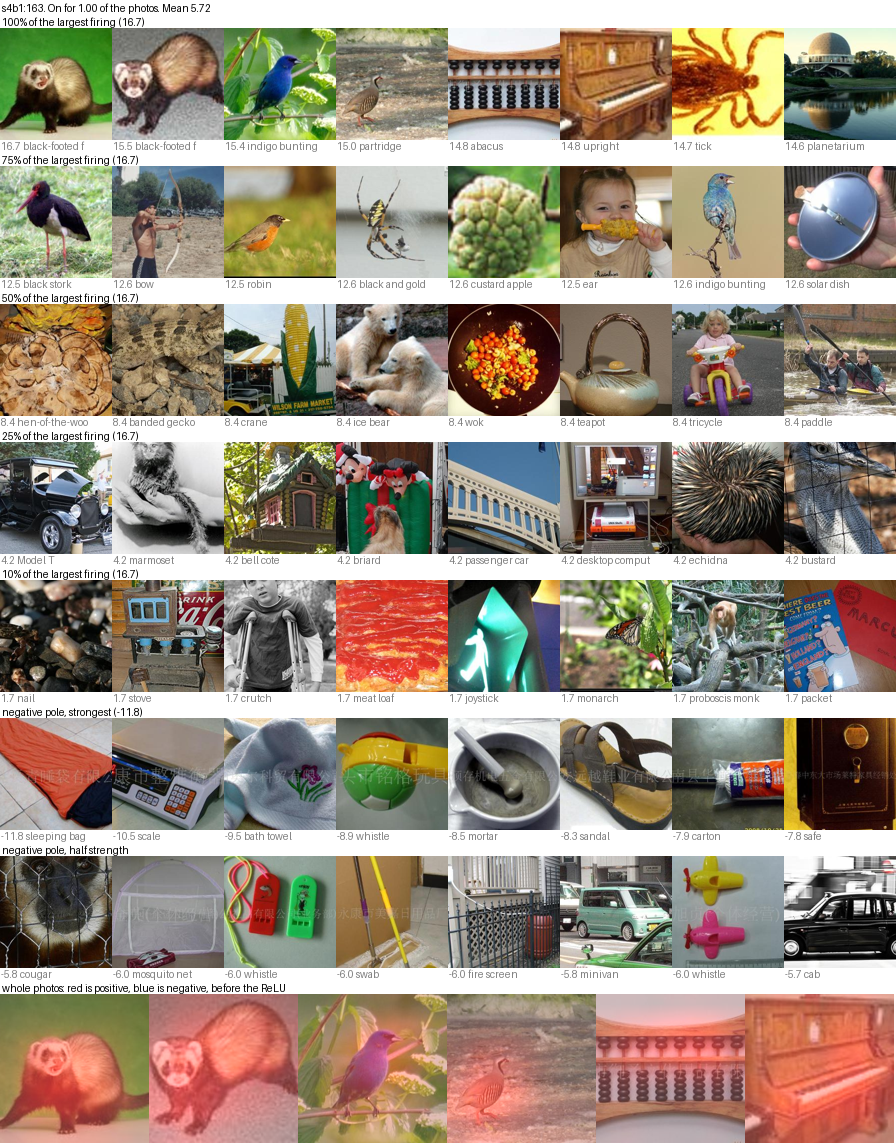 s4b1:163. On for 1.00 of the photos. Mean 5.72
100% of the largest firing (16.7)
16.7 black-footed f
15.5 black-footed f
15.4 indigo bunting
15.0 partridge
14.8 abacus
14.8 upright
14.7 tick
14.6 planetarium
75% of the largest firing (16.7)
12.5 black stork
12.6 bow
12.5 robin
12.6 black and gold
12.6 custard apple
12.5 ear
12.6 indigo bunting
12.6 solar dish
50% of the largest firing (16.7)
WILSON FARM MARKET
8.4 hen-of-the-woo
8.4 banded gecko
8.4 crane
8.4 ice bear
8.4 wok
8.4 teapot
8.4 tricycle
8.4 paddle
25% of the largest firing (16.7)
4.2 Model T
4.2 marmoset
4.2 bell cote
4.2 briard
4.2 passenger car
4.2 desktop comput
4.2 echidna
4.2 bustard
10% of the largest firing (16.7)
DRINK
HERE
EST BEER
MARCE
1.7 nail
1.7 stove
1.7 crutch
1.7 meat loaf
1.7 joystick
1.7 monarch
1.7 proboscis monk
1.7 packet
negative pole, strongest (-11.8)
-11.8 sleeping bag
-10.5 scale
-9.5 bath towel
-8.9 whistle
-8.5 mortar
-8.3 sandal
-7.9 carton
-7.8 safe
negative pole, half strength
-5.8 cougar
-6.0 mosquito net
-6.0 whistle
-6.0 swab
-6.0 fire screen
-5.8 minivan
-6.0 whistle
-5.7 cab
whole photos: red is positive, blue is negative, before the ReLU